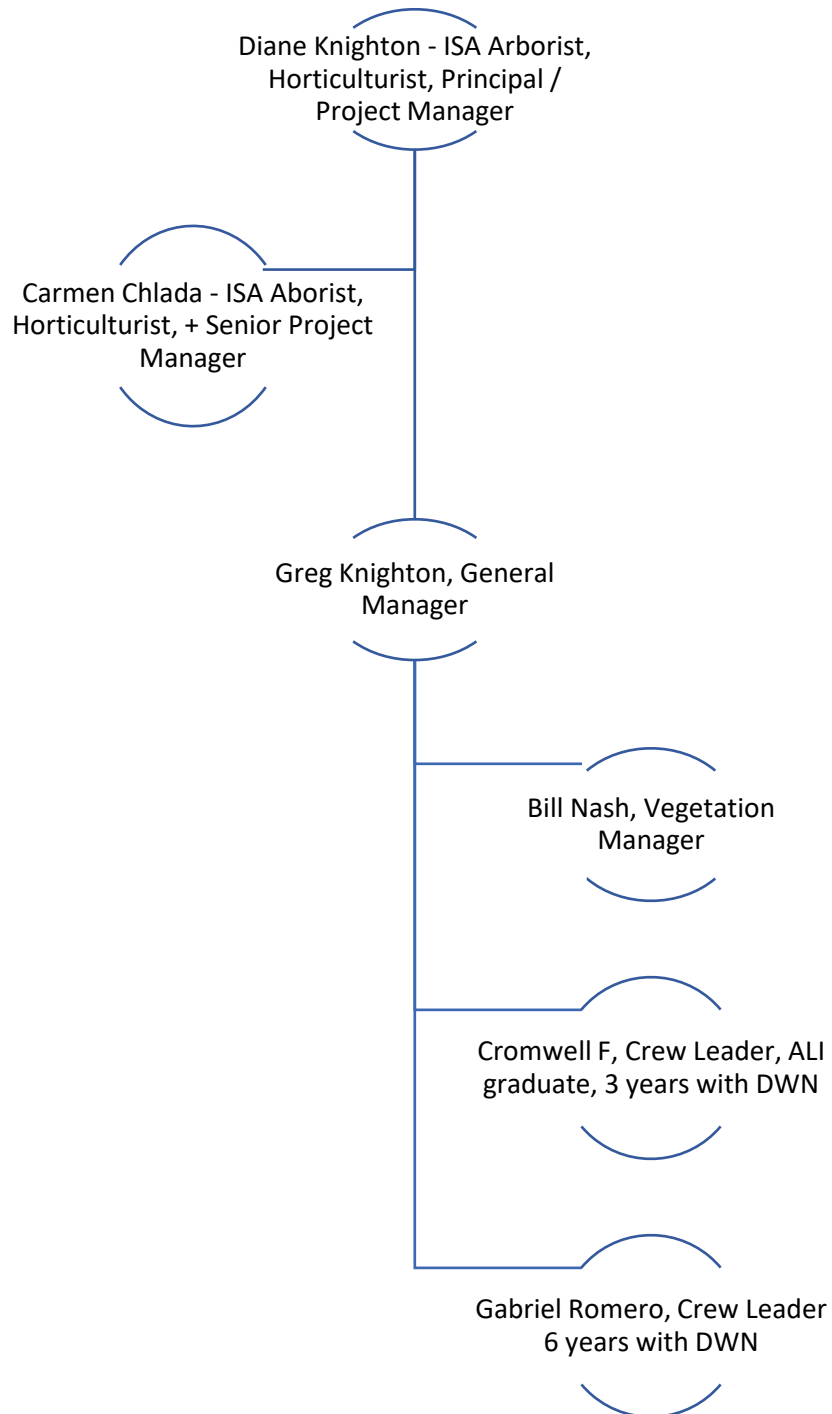 Diane Knighton - ISA Arborist,
Horticulturist, Principal /
Project Manager
Carmen Chlada - ISA Aborist,
Horticulturist, + Senior Project
Manager
Greg Knighton, General
Manager
Bill Nash, Vegetation
Manager
Cromwell F, Crew Leader, ALI
graduate, 3 years with DWN
Gabriel Romero, Crew Leader
6 years with DWN